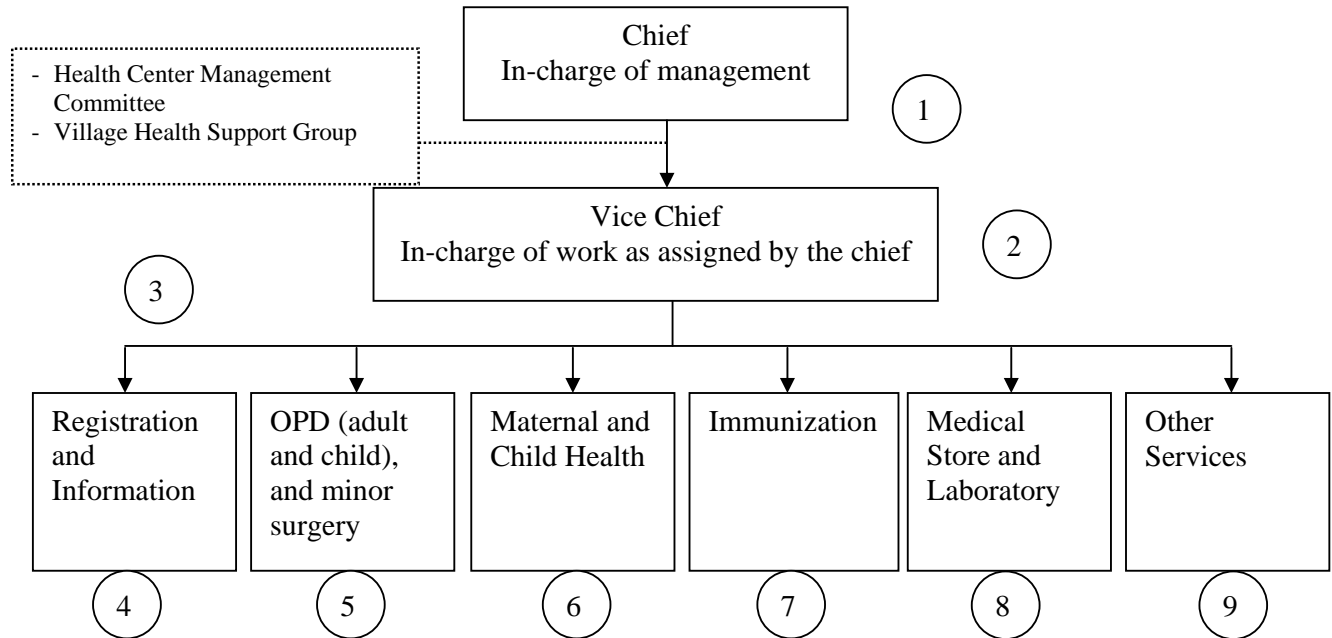 Chief
In-charge of management
- Health Center Management
Committee
- Village Health Support Group
1
Vice Chief
In-charge of work as assigned by the chief
2
3
Registration
and
Information
OPD (adult
and child),
and minor
surgery
Maternal and
Child Health
Immunization
Medical
Store and
Laboratory
Other
Services
4
5
6
7
8
9